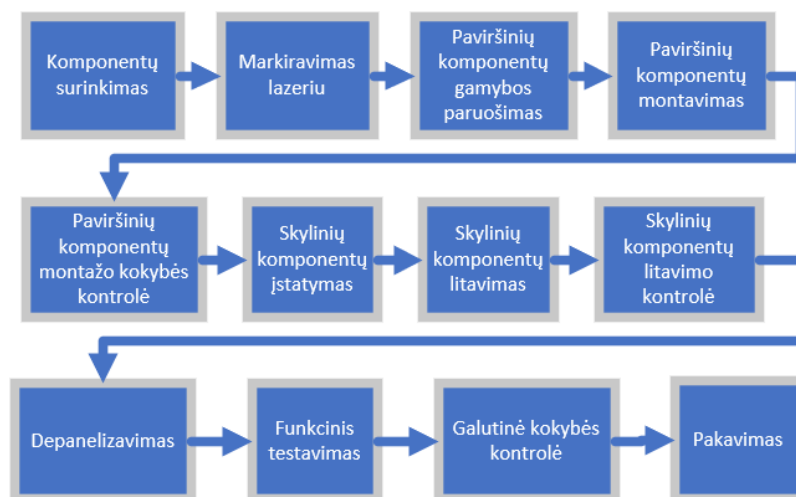 Komponentų
surinkimas
Markiravimas
lazeriu
Paviršinių
komponentų
gamybos
paruošimas
Paviršinių
komponentų
montavimas
Paviršinių
komponentų
montažo kokybės
kontrolė
Skylinių
komponentų
įstatymas
Skylinių
komponentų
litavimas
Skylinių
komponentų
litavimo
kontrolė
Depanelizavimas
Funkcinis
testavimas
Galutinė kokybės
kontrolė
Pakavimas